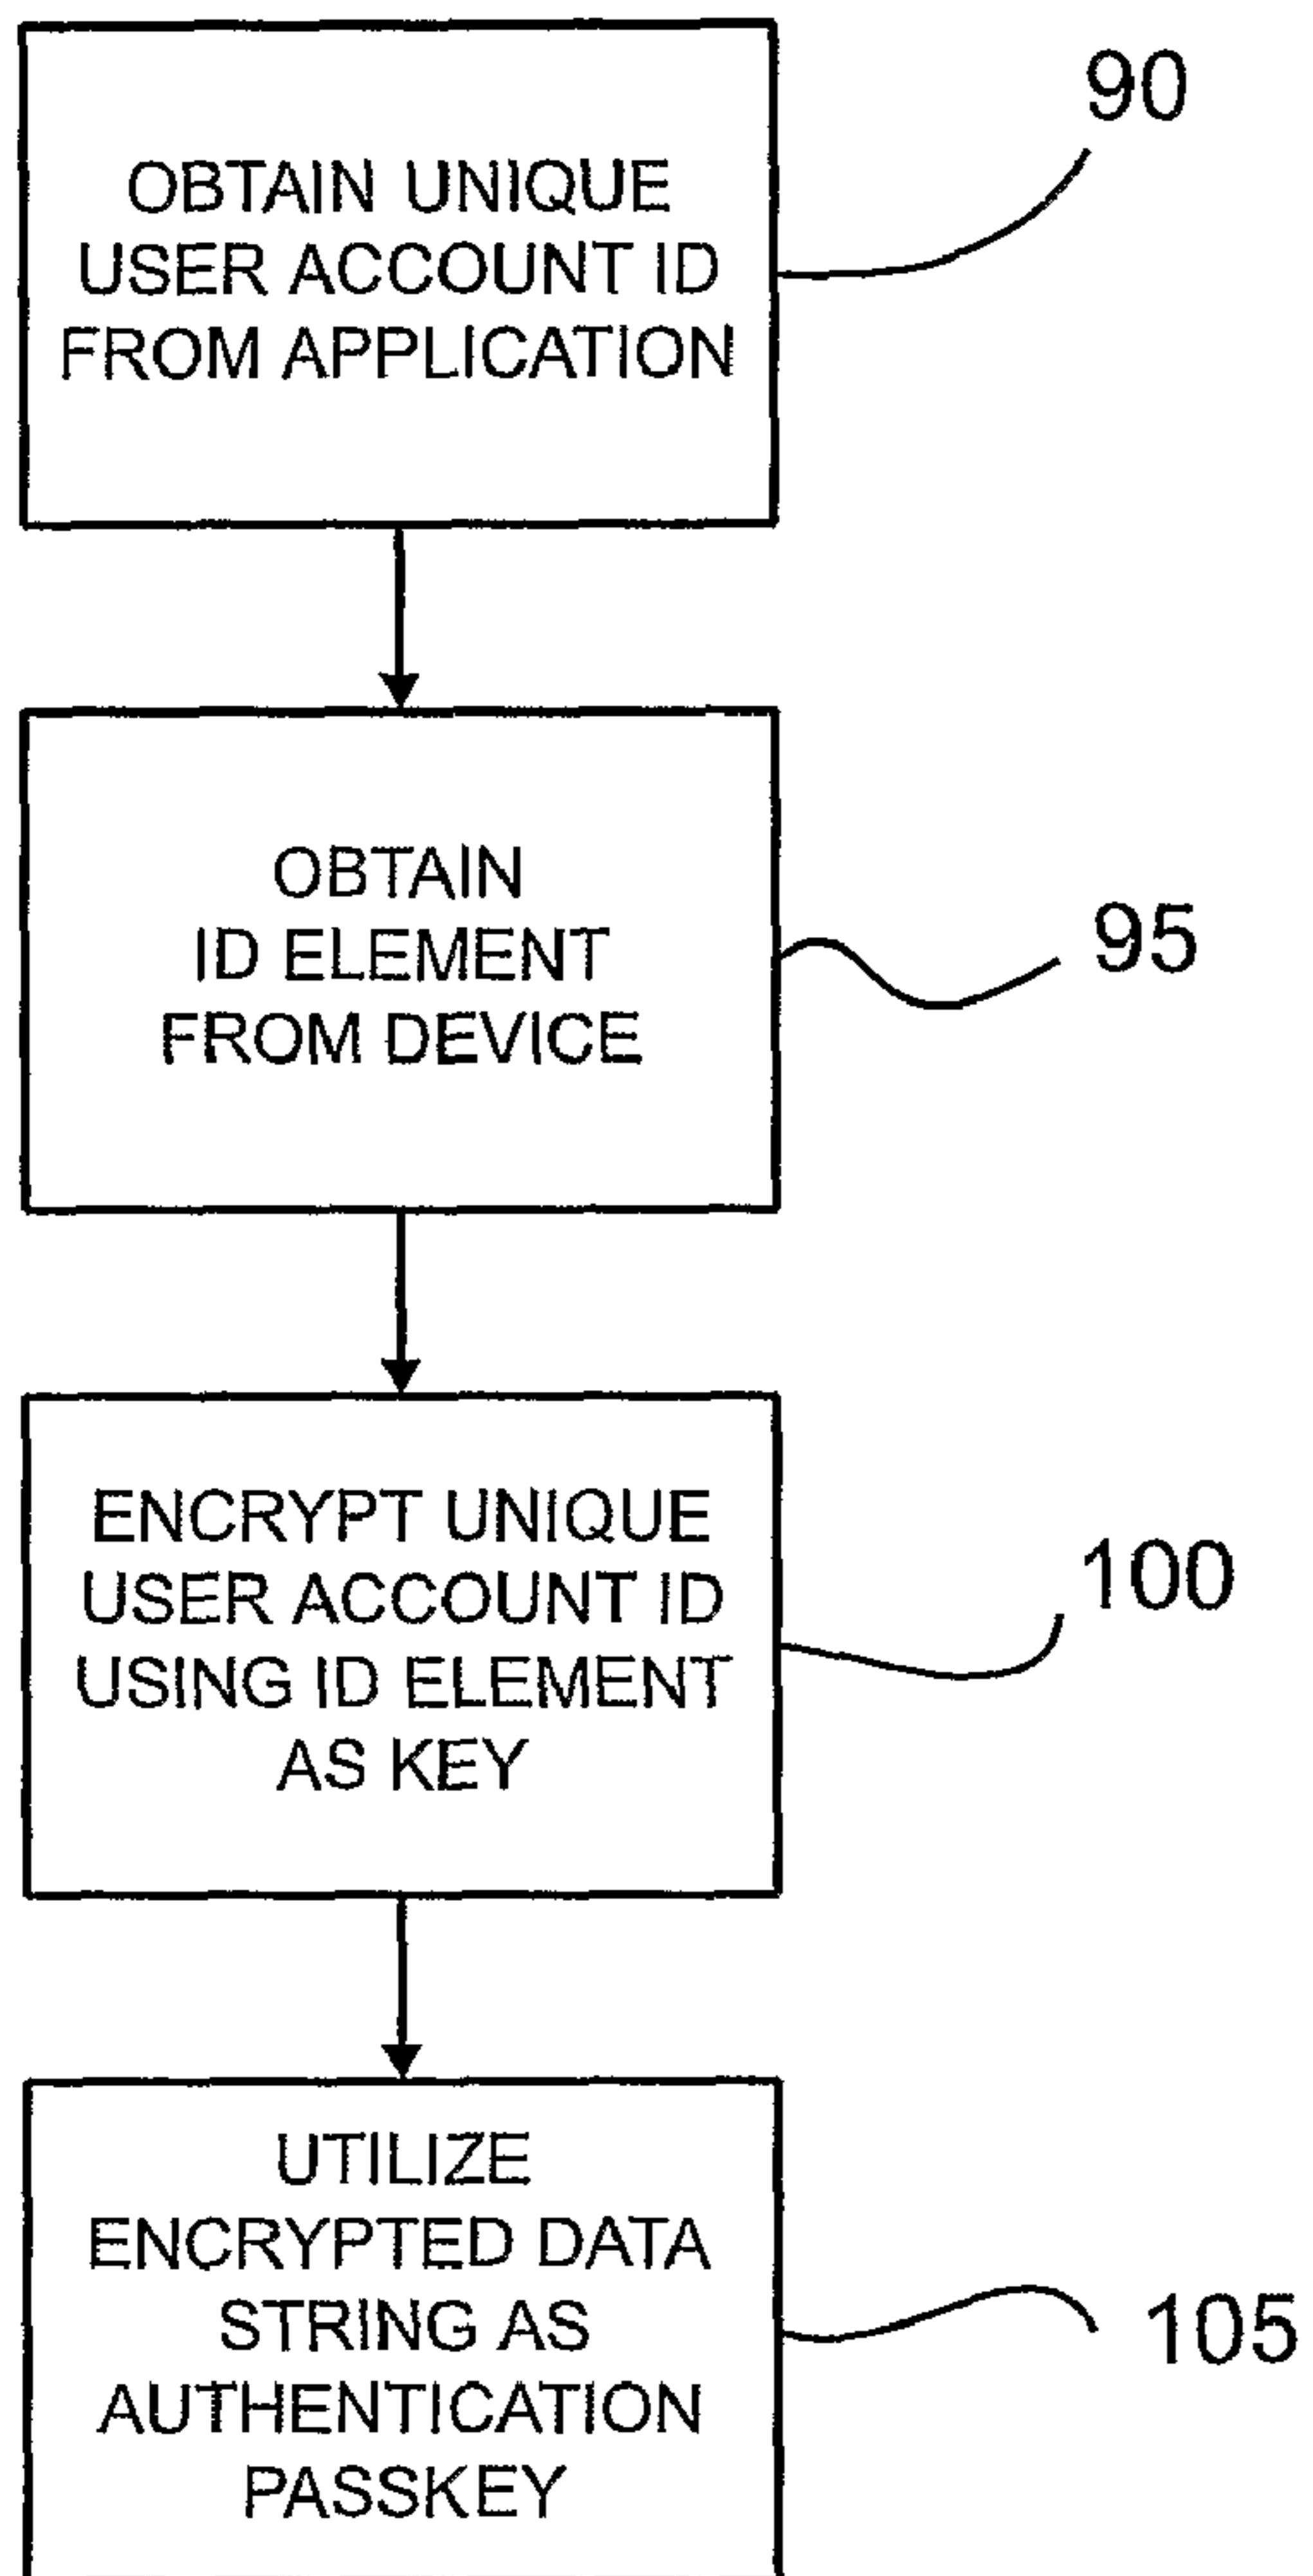 OBTAIN UNIQUE
USER ACCOUNT ID
FROM APPLICATION
90
OBTAIN
ID ELEMENT
FROM DEVICE
95
ENCRYPT UNIQUE
USER ACCOUNT ID
USING ID ELEMENT
AS KEY
100
UTILIZE
ENCRYPTED DATA
STRING AS
AUTHENTICATION
PASSKEY
105